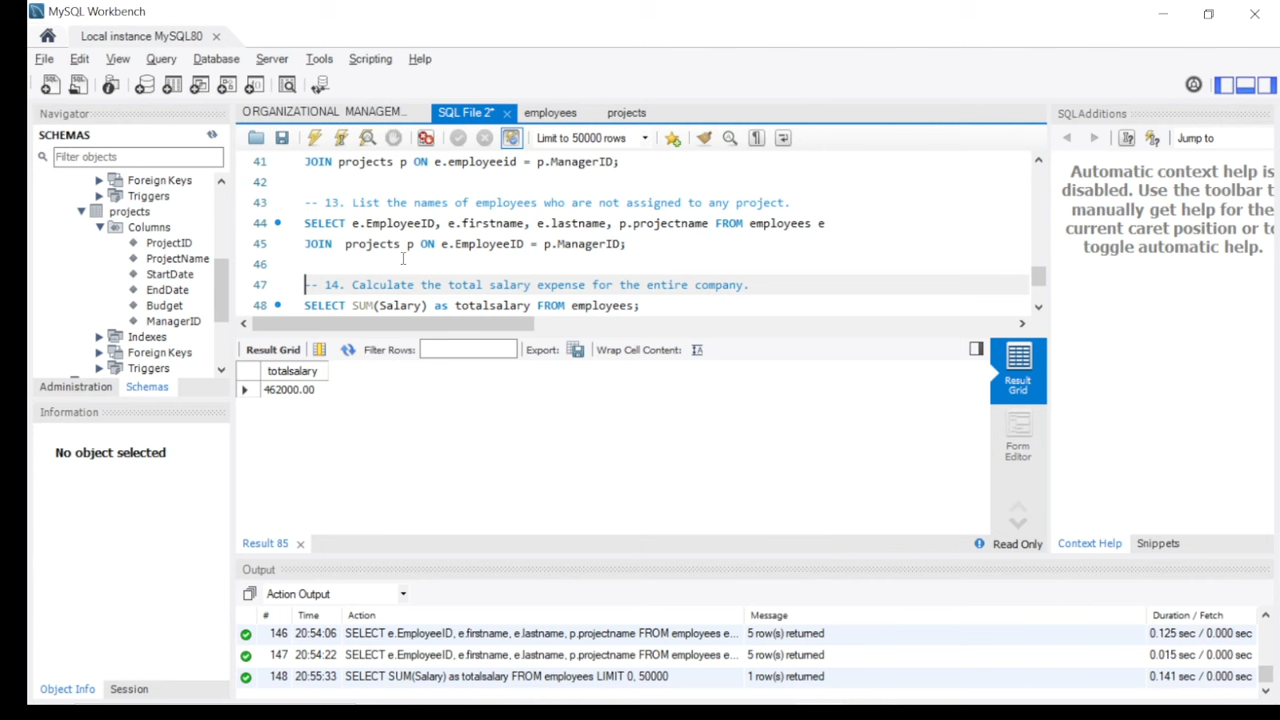 MySQL Workbench
Local instance MySQL80
File Edit View Query Database Server Tools Scripting Help
Navigator
SCHEMAS
Filter objects
Foreign Keys
Triggers
projects
Columns
ProjectID
ProjectName
StartDate
EndDate
Budget
ManagerID
Indexes
Foreign Keys
Triggers
Administration Schemas
Information
No object selected
Object Info Session
ORGANIZATIONAL MANAGEM... SQL File 2* employees projects
Limit to 50000 rows
41 JOIN projects p ON e.employeeid = p.ManagerID;
42
43 -- 13. List the names of employees who are not assigned to any project.
44 SELECT e.EmployeeID, e.firstname, e.lastname, p.projectname FROM employees e
45 JOIN  projects p ON e.EmployeeID = p.ManagerID;
46
47 -- 14. Calculate the total salary expense for the entire company.
48 SELECT SUM(Salary) as totalsalary FROM employees;
Result Grid Filter Rows: Export: Wrap Cell Content:
totalsalary
462000.00
Result Grid
Form Editor
Result 85 Read Only
Output
Action Output
# Time Action Message Duration / Fetch
146 20:54:06 SELECT e.EmployeeID, e.firstname, e.lastname, p.projectname FROM employees e... 5 row(s) returned 0.125 sec / 0.000 sec
147 20:54:22 SELECT e.EmployeeID, e.firstname, e.lastname, p.projectname FROM employees e... 5 row(s) returned 0.015 sec / 0.000 sec
148 20:55:33 SELECT SUM(Salary) as totalsalary FROM employees LIMIT 0, 50000 1 row(s) returned 0.141 sec / 0.000 sec
SQLAdditions
Jump to
Automatic context help is
disabled. Use the toolbar t
manually get help for the
current caret position or to
toggle automatic help.
Context Help Snippets